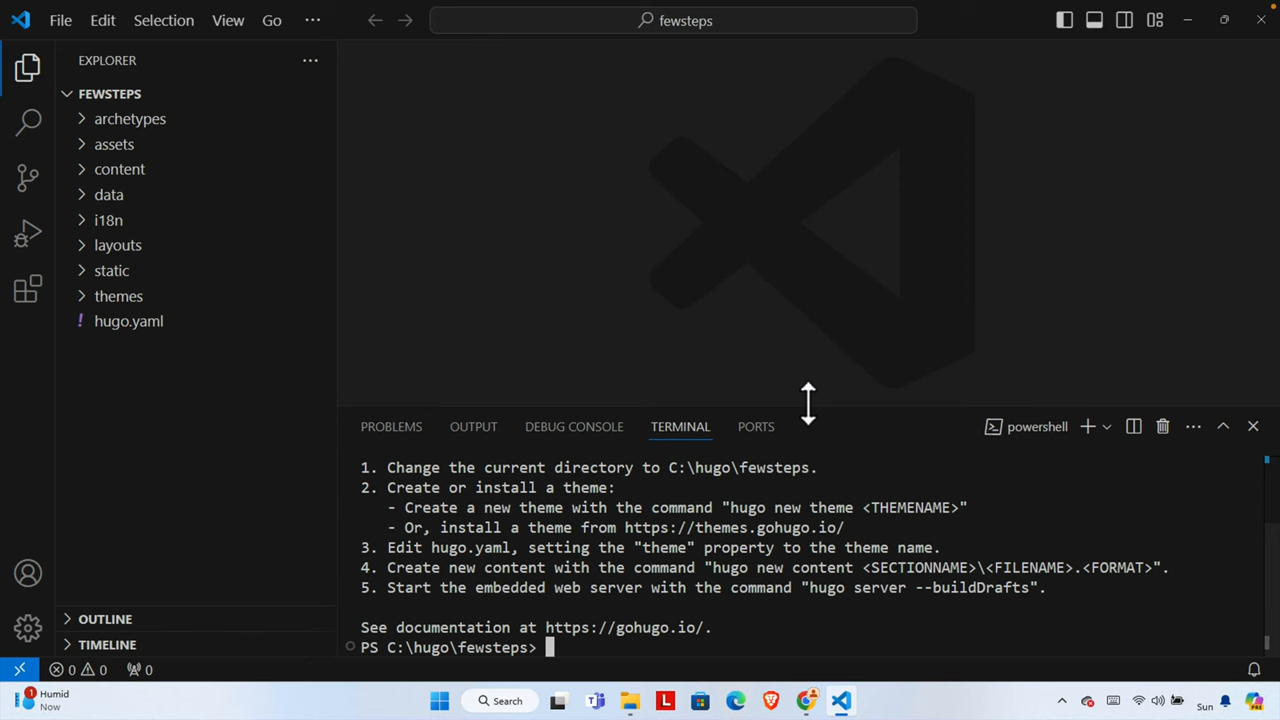 File Edit Selection View Go ···
fewsteps
EXPLORER ···
FEWSTEPS
archetypes
assets
content
data
i18n
layouts
static
themes
! hugo.yaml
OUTLINE
TIMELINE
PROBLEMS OUTPUT DEBUG CONSOLE TERMINAL PORTS
powershell
1. Change the current directory to C:\hugo\fewsteps.
2. Create or install a theme:
- Create a new theme with the command "hugo new theme <THEMENAME>"
- Or, install a theme from https://themes.gohugo.io/
3. Edit hugo.yaml, setting the "theme" property to the theme name.
4. Create new content with the command "hugo new content <SECTIONNAME>\<FILENAME>.<FORMAT>".
5. Start the embedded web server with the command "hugo server --buildDrafts".
See documentation at https://gohugo.io/.
PS C:\hugo\fewsteps>
0 0 0
1
Humid
Now
Search
L
Sun
PRE